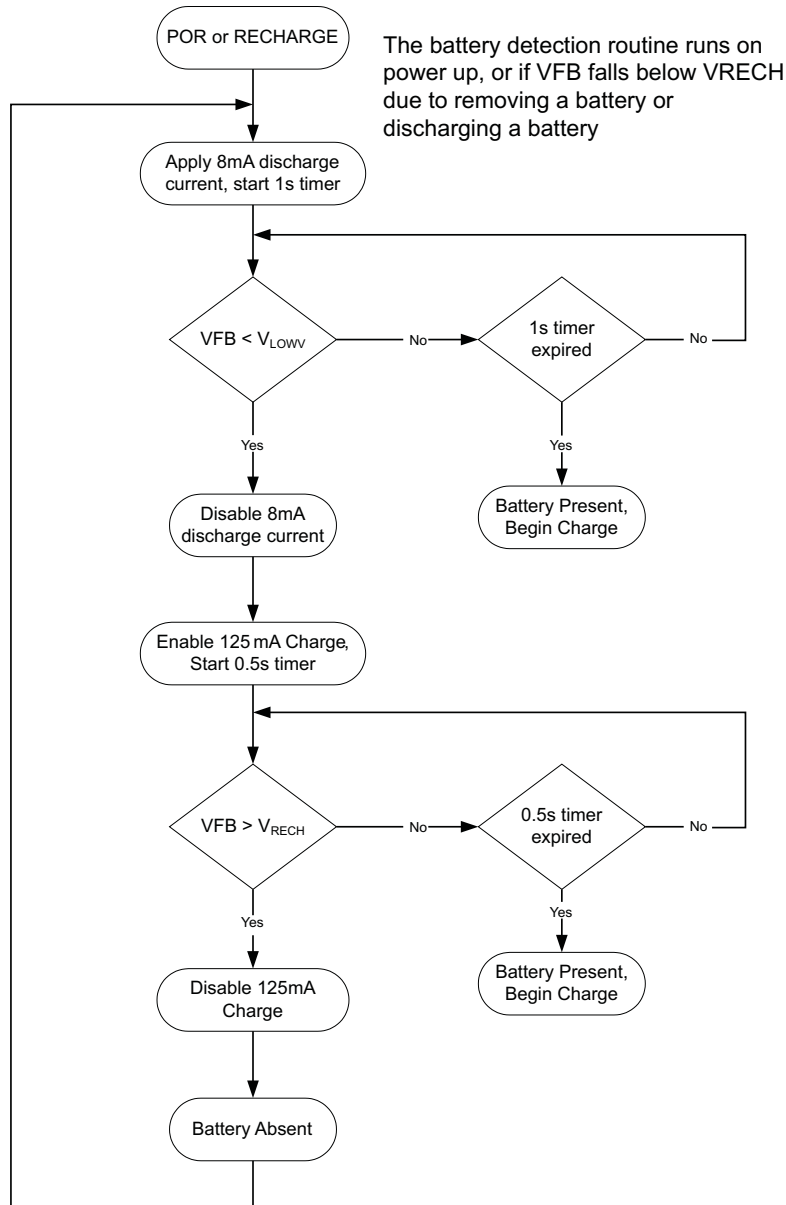 POR or RECHARGE
The battery detection routine runs on
power up, or if VFB falls below VRECH
due to removing a battery or
discharging a battery
Apply 8mA discharge
current, start 1s timer
VFB < VLOWV
No
1s timer
expired
No
Yes
Yes
Disable 8mA
discharge current
Battery Present,
Begin Charge
Enable 125 mA Charge,
Start 0.5s timer
VFB > VRECH
No
0.5s timer
expired
No
Yes
Yes
Disable 125mA
Charge
Battery Present,
Begin Charge
Battery Absent